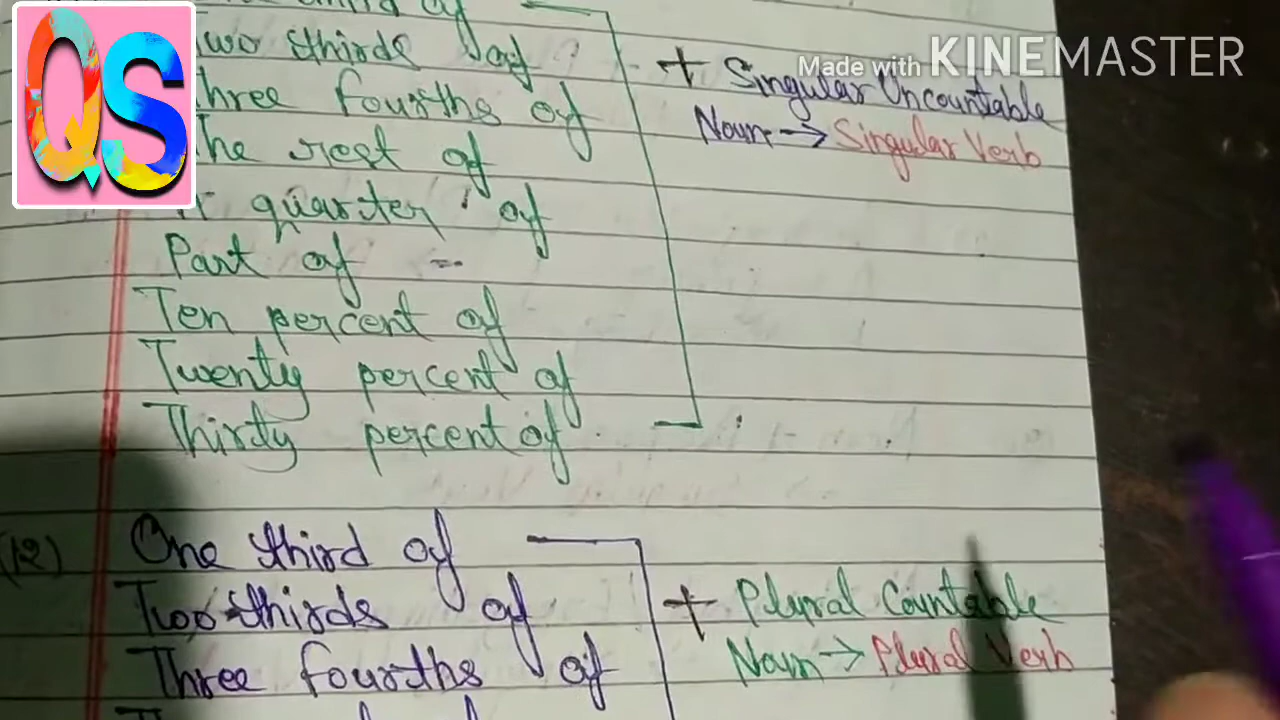 QS
Made with KINEMASTER
third of
Two thirds of
Three fourths of
The rest of
A quarter of
Part of -
Ten percent of
Twenty percent of
Thirty percent of
+ Singular Uncountable
Noun → Singular Verb
(12) One third of
Two thirds of
Three fourths of
+ Plural Countable
Noun → Plural Verb